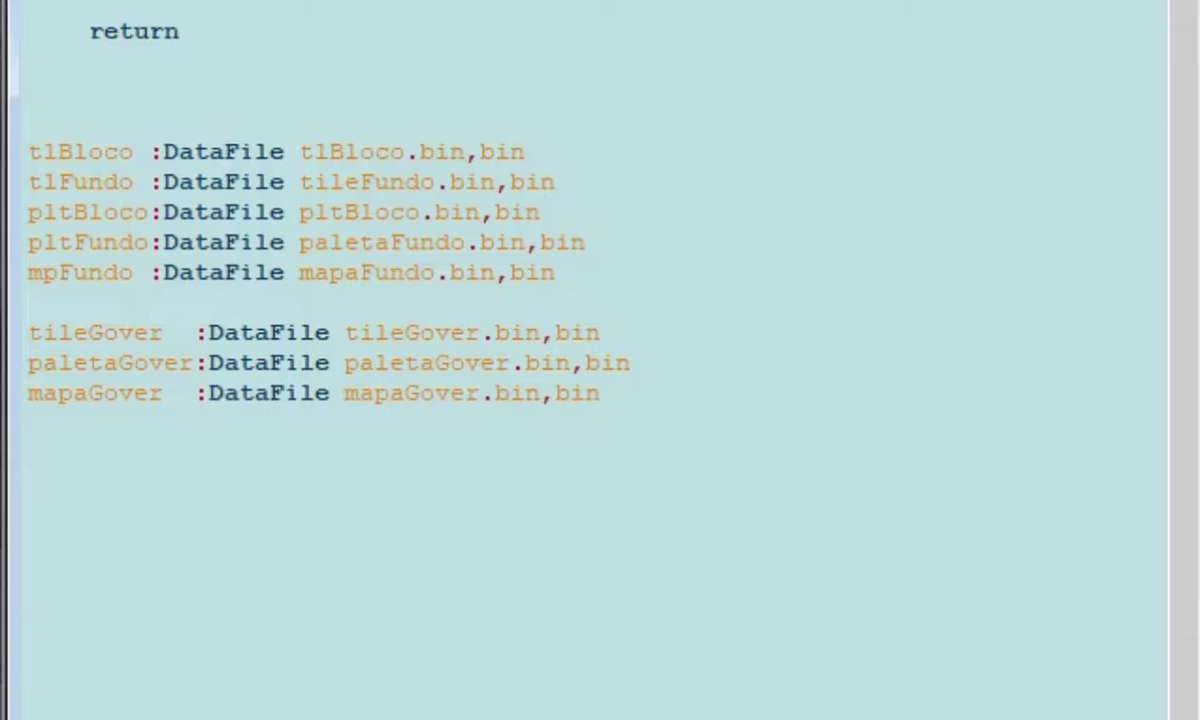 return
tlBloco :DataFile tlBloco.bin,bin
tlFundo :DataFile tileFundo.bin,bin
pltBloco:DataFile pltBloco.bin,bin
pltFundo:DataFile paletaFundo.bin,bin
mpFundo :DataFile mapaFundo.bin,bin
tileGover  :DataFile tileGover.bin,bin
paletaGover:DataFile paletaGover.bin,bin
mapaGover  :DataFile mapaGover.bin,bin